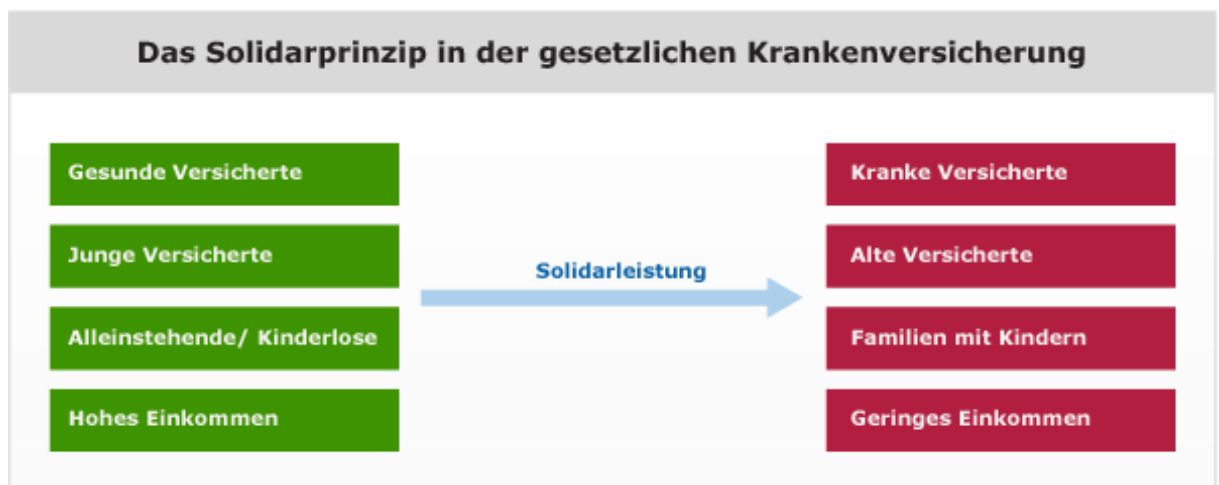 Das Solidarprinzip in der gesetzlichen Krankenversicherung
Gesunde Versicherte
Junge Versicherte
Alleinstehende/ Kinderlose
Hohes Einkommen
Solidarleistung
Kranke Versicherte
Alte Versicherte
Familien mit Kindern
Geringes Einkommen